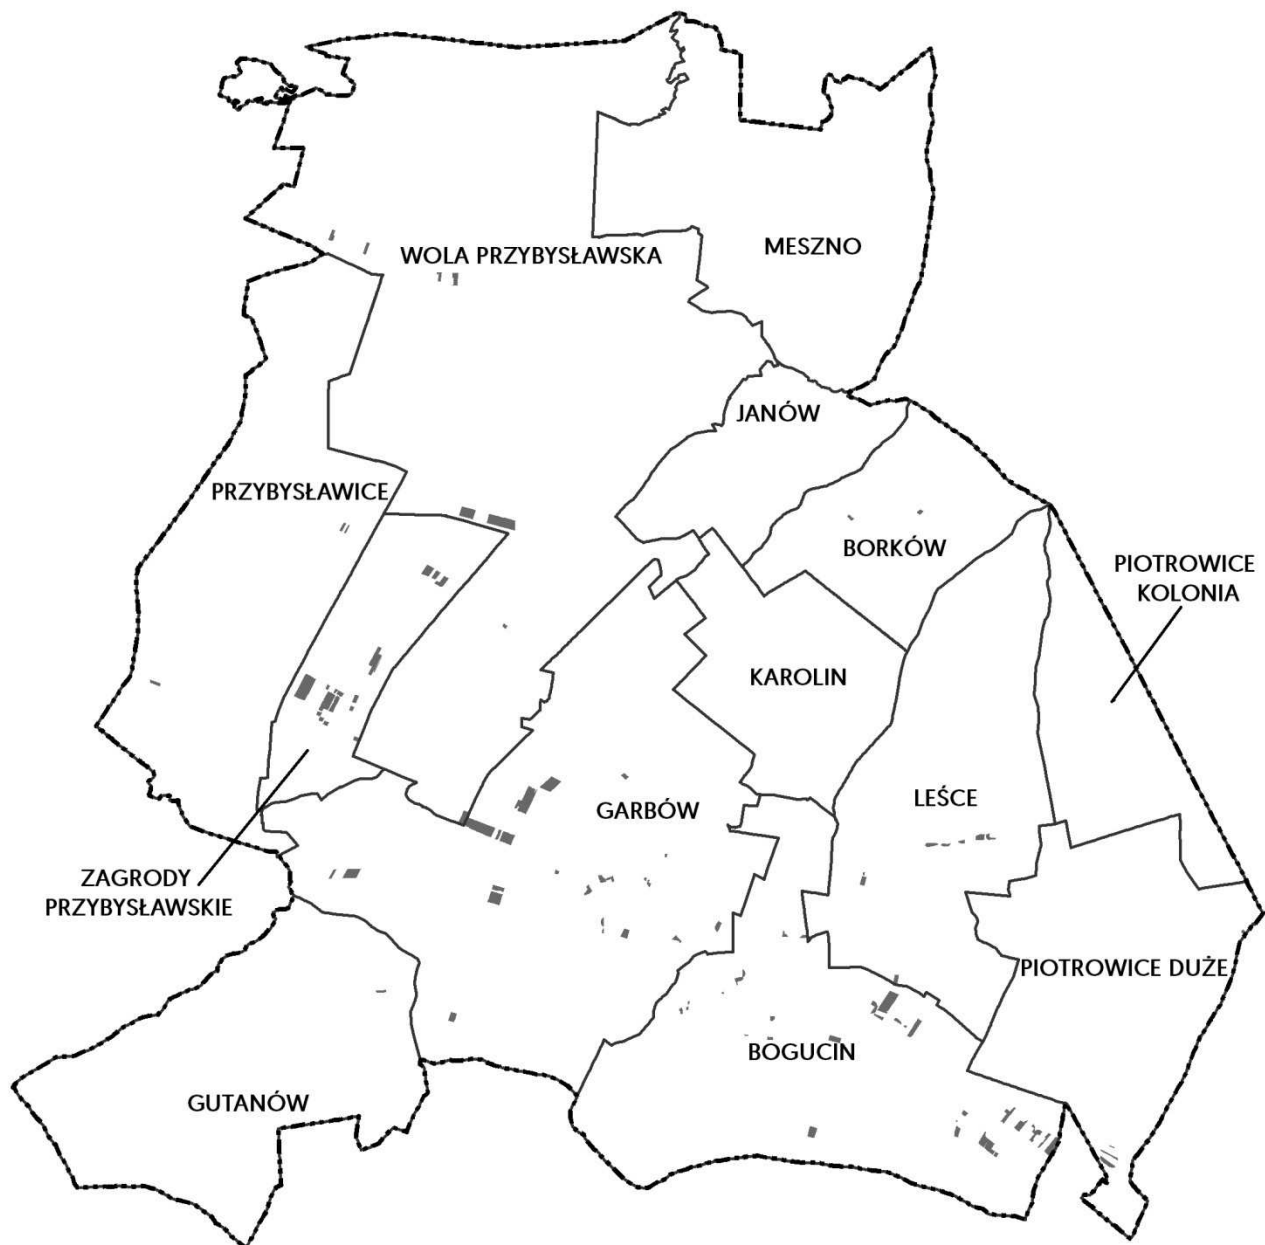 MESZNO
WOLA PRZYBYSŁAWSKA
JANÓW
PRZYBYSŁAWICE
BORKÓW
PIOTROWICE
KOLONIA
KAROLIN
LEŚCE
GARBÓW
ZAGRODY
PRZYBYSŁAWSKIE
PIOTROWICE DUŻE
BOGUCIN
GUTANÓW